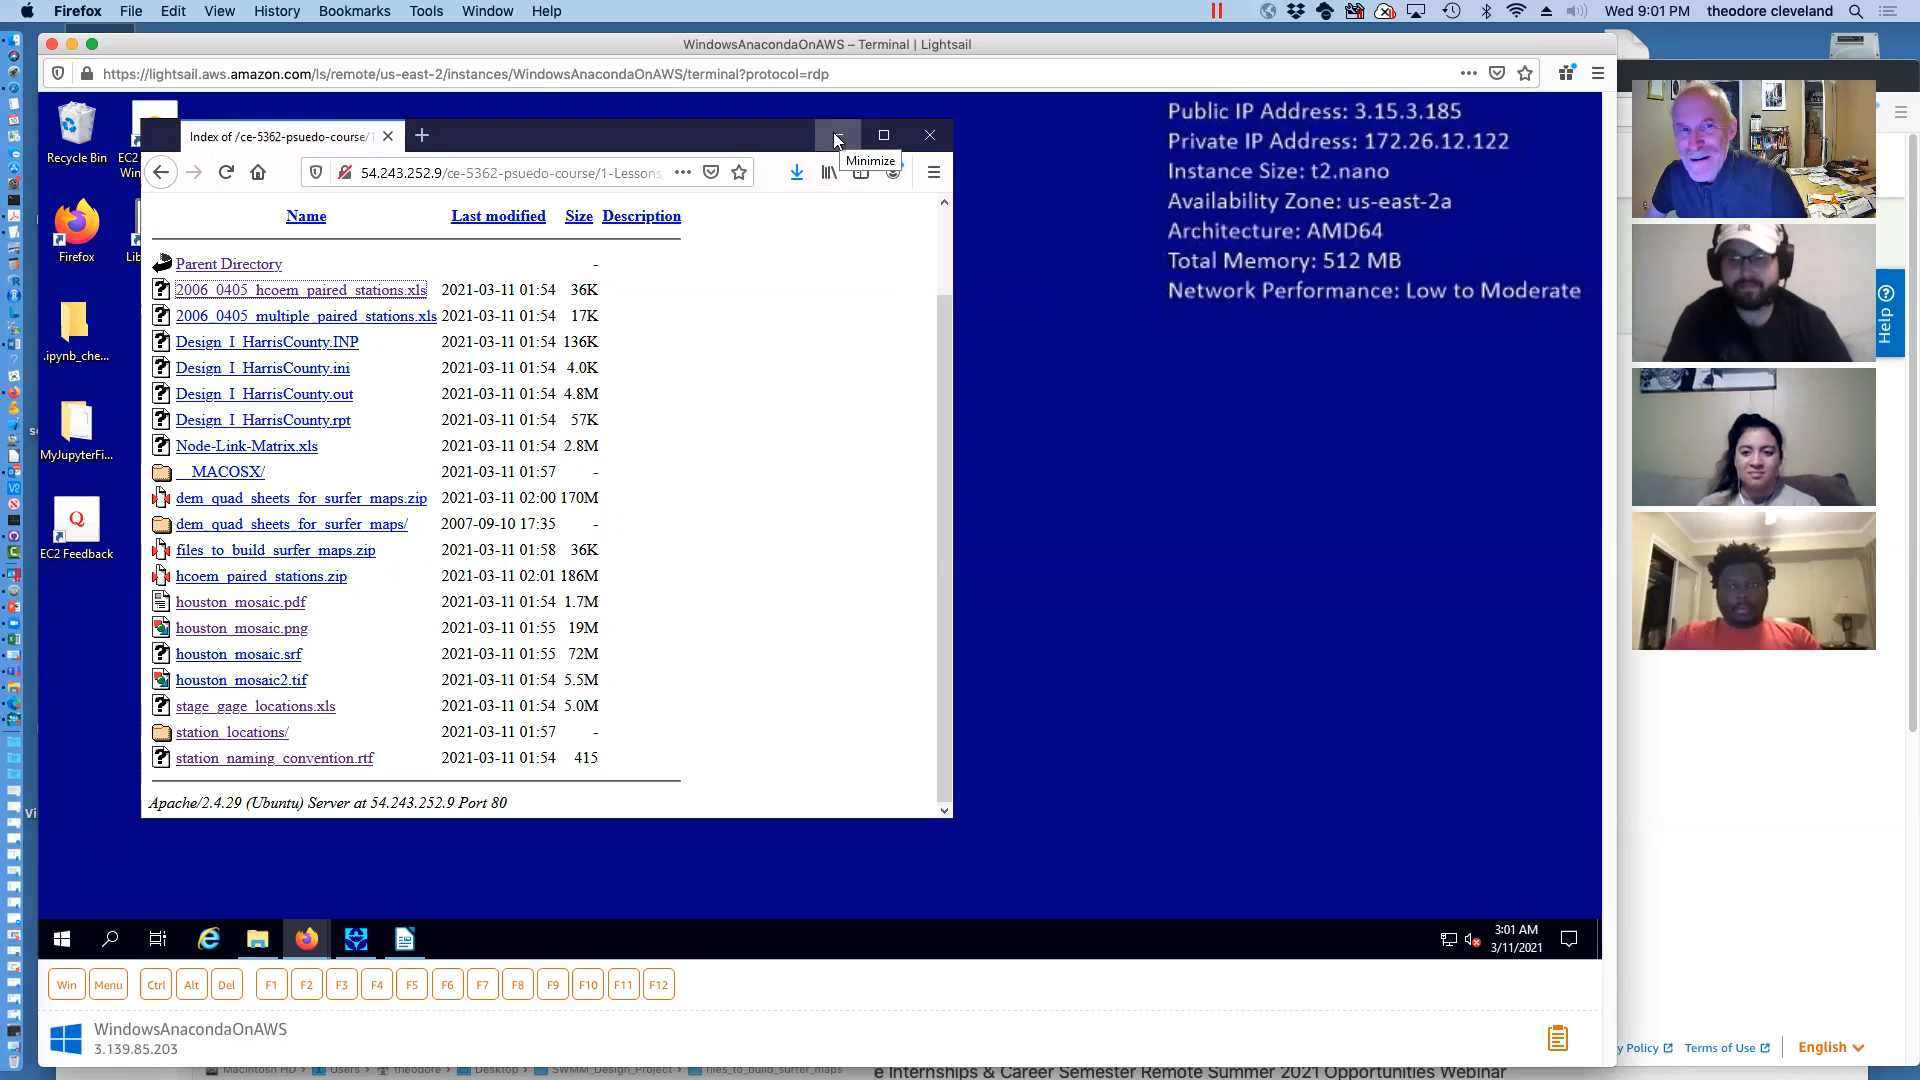 Firefox File Edit View History Bookmarks Tools Window Help
Wed 9:01 PM theodore cleveland
WindowsAnacondaOnAWS – Terminal | Lightsail
https://lightsail.aws.amazon.com/ls/remote/us-east-2/instances/WindowsAnacondaOnAWS/terminal?protocol=rdp
Recycle Bin
EC2
Win
Firefox
Lib
.ipynb_che...
MyJupyterFi...
Q
EC2 Feedback
Index of /ce-5362-psuedo-course/1
Minimize
54.243.252.9/ce-5362-psuedo-course/1-Lessons
Name Last modified Size Description
Parent Directory -
2006_0405_hcoem_paired_stations.xls 2021-03-11 01:54 36K
2006_0405_multiple_paired_stations.xls 2021-03-11 01:54 17K
Design_I_HarrisCounty.INP 2021-03-11 01:54 136K
Design_I_HarrisCounty.ini 2021-03-11 01:54 4.0K
Design_I_HarrisCounty.out 2021-03-11 01:54 4.8M
Design_I_HarrisCounty.rpt 2021-03-11 01:54 57K
Node-Link-Matrix.xls 2021-03-11 01:54 2.8M
__MACOSX/ 2021-03-11 01:57 -
dem_quad_sheets_for_surfer_maps.zip 2021-03-11 02:00 170M
dem_quad_sheets_for_surfer_maps/ 2007-09-10 17:35 -
files_to_build_surfer_maps.zip 2021-03-11 01:58 36K
hcoem_paired_stations.zip 2021-03-11 02:01 186M
houston_mosaic.pdf 2021-03-11 01:54 1.7M
houston_mosaic.png 2021-03-11 01:55 19M
houston_mosaic.srf 2021-03-11 01:55 72M
houston_mosaic2.tif 2021-03-11 01:54 5.5M
stage_gage_locations.xls 2021-03-11 01:54 5.0M
station_locations/ 2021-03-11 01:57 -
station_naming_convention.rtf 2021-03-11 01:54 415
Apache/2.4.29 (Ubuntu) Server at 54.243.252.9 Port 80
Public IP Address: 3.15.3.185
Private IP Address: 172.26.12.122
Instance Size: t2.nano
Availability Zone: us-east-2a
Architecture: AMD64
Total Memory: 512 MB
Network Performance: Low to Moderate
Help
3:01 AM
3/11/2021
Win Menu Ctrl Alt Del F1 F2 F3 F4 F5 F6 F7 F8 F9 F10 F11 F12
WindowsAnacondaOnAWS
3.139.85.203
y Policy Terms of Use English
Macintosh HD Users theodore Desktop SWMM_Design_Project files_to_build_surfer_maps
e Internships & Career Semester Remote Summer 2021 Opportunities Webinar